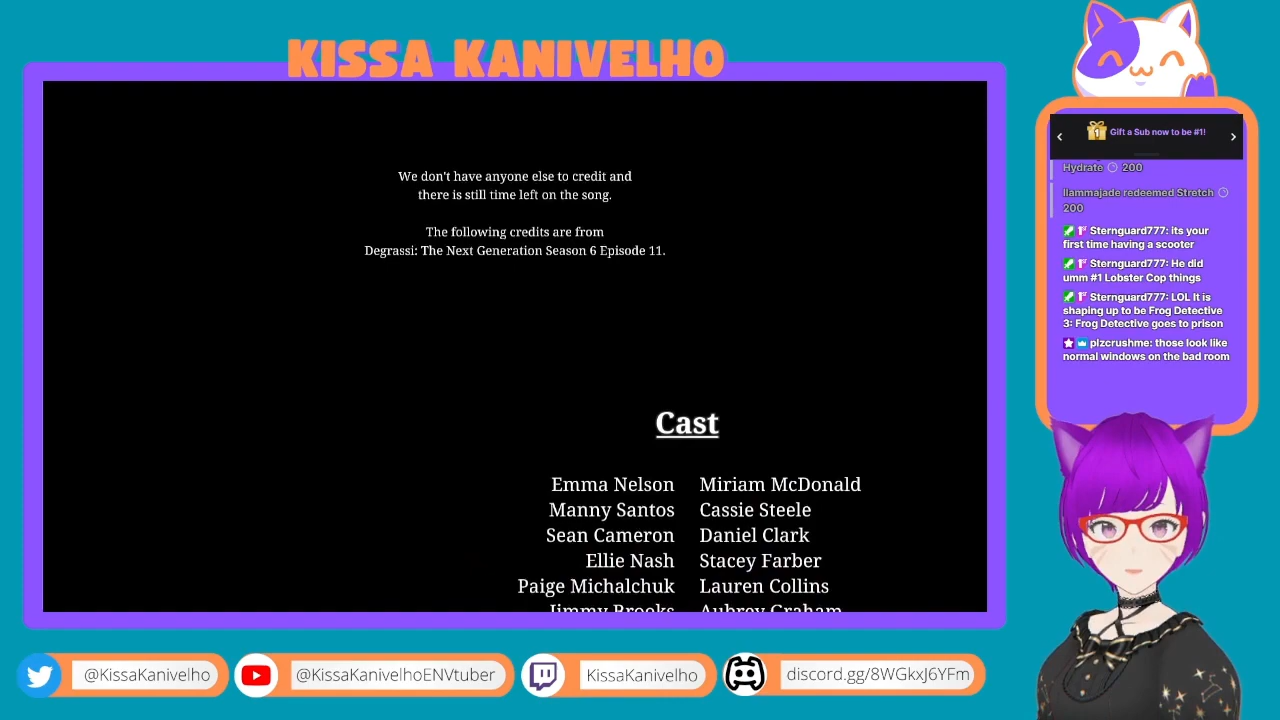 KISSA KANIVELHO
We don't have anyone else to credit and
there is still time left on the song.
The following credits are from
Degrassi: The Next Generation Season 6 Episode 11.
Cast
Emma Nelson Miriam McDonald
Manny Santos Cassie Steele
Sean Cameron Daniel Clark
Ellie Nash Stacey Farber
Paige Michalchuk Lauren Collins
Jimmy Brooks Aubrey Graham
1 Gift a Sub now to be #1!
Hydrate 200
llammajade redeemed Stretch
200
Sternguard777: its your
first time having a scooter
Sternguard777: He did
umm #1 Lobster Cop things
Sternguard777: LOL It is
shaping up to be Frog Detective
3: Frog Detective goes to prison
plzcrushme: those look like
normal windows on the bad room
@KissaKanivelho
@KissaKanivelhoENVtuber
KissaKanivelho
discord.gg/8WGkxJ6YFm